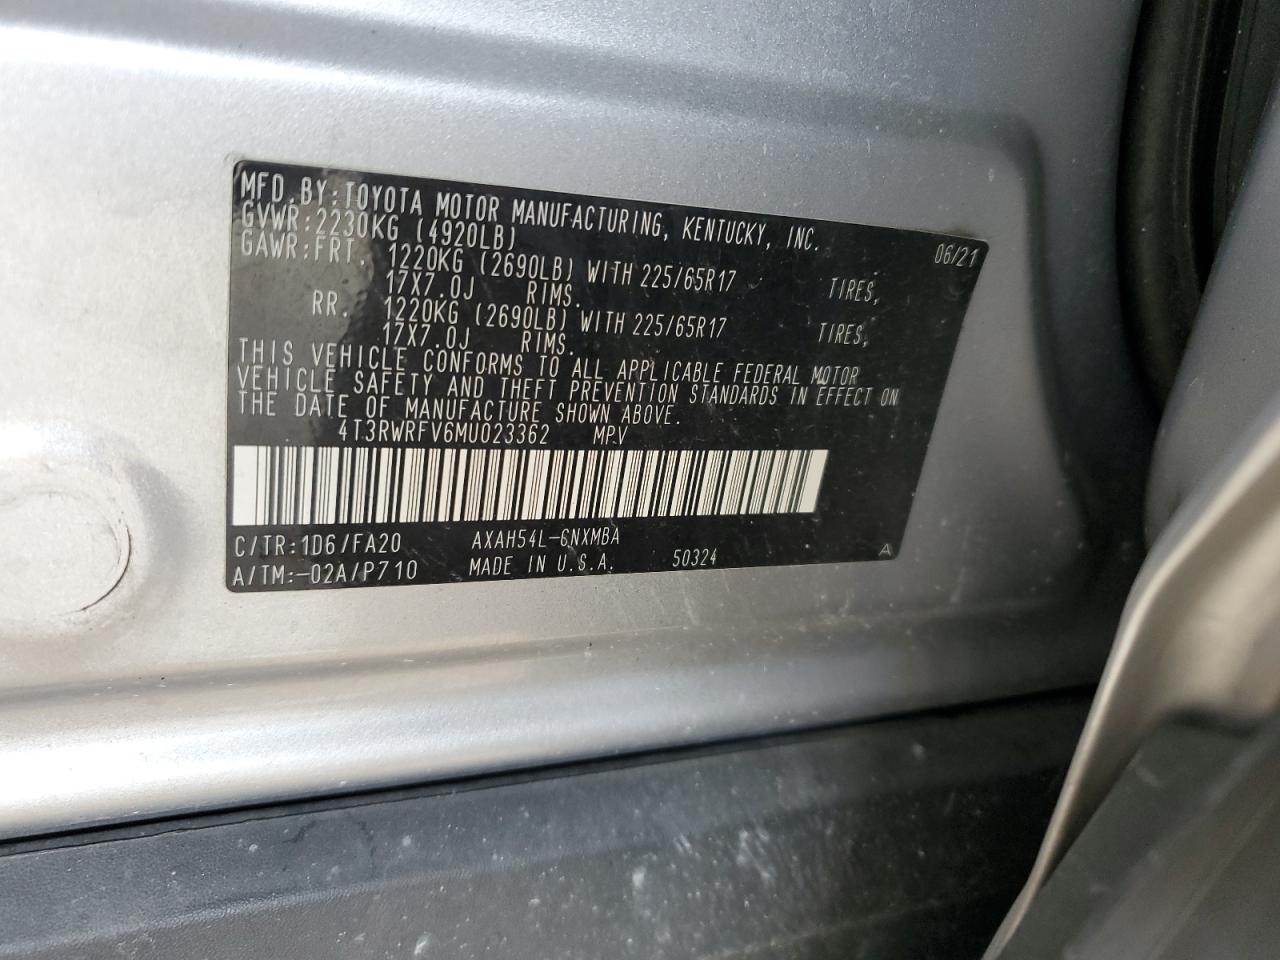 MFD. BY:TOYOTA MOTOR MANUFACTURING, KENTUCKY, INC.
GVWR:2230KG (4920LB) 06/21
GAWR:FRT. 1220KG (2690LB) WITH 225/65R17 TIRES,
17X7.0J RIMS.
RR. 1220KG (2690LB) WITH 225/65R17 TIRES,
17X7.0J RIMS.
THIS VEHICLE CONFORMS TO ALL APPLICABLE FEDERAL MOTOR
VEHICLE SAFETY AND THEFT PREVENTION STANDARDS IN EFFECT ON
THE DATE OF MANUFACTURE SHOWN ABOVE.
4T3RWRFV6MU023362 MPV
C/TR:1D6/FA20 AXAH54L-GNXMBA
A/TM:-02A/P710 MADE IN U.S.A. 50324 A